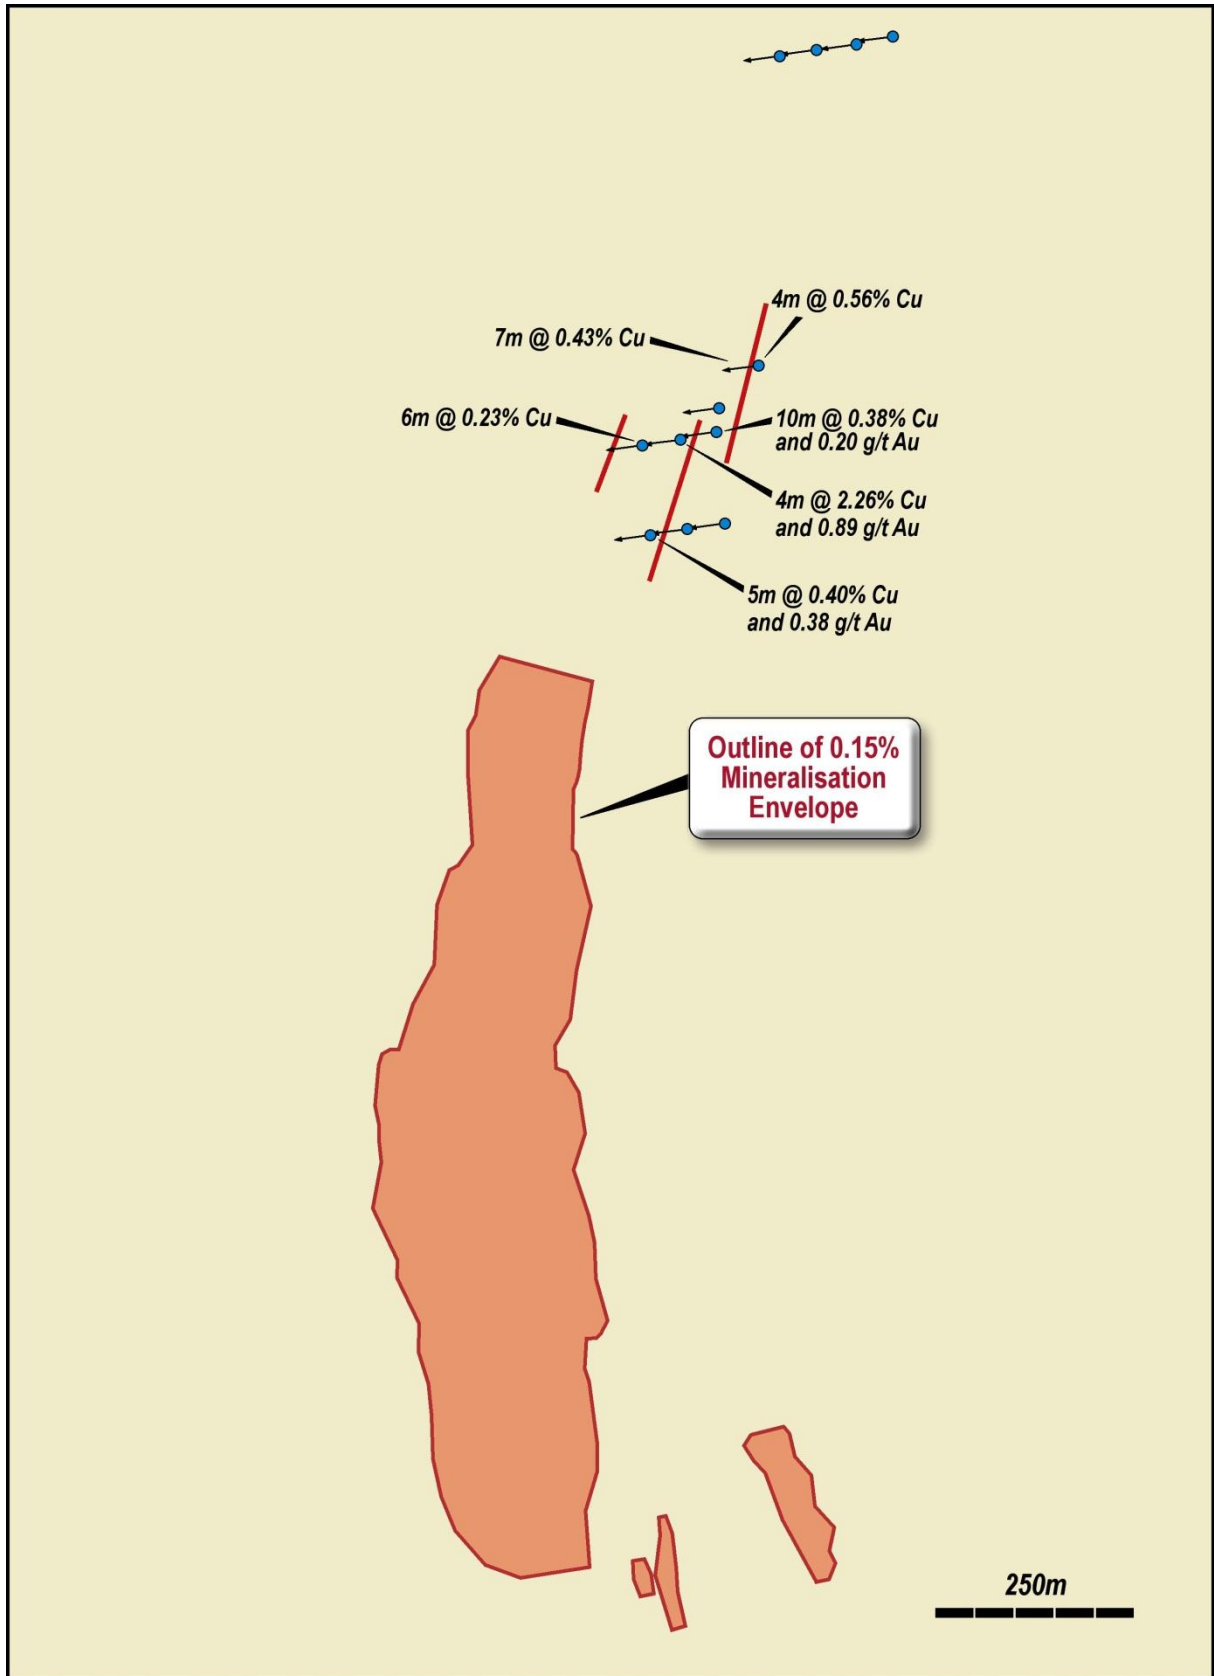 4m @ 0.56% Cu
7m @ 0.43% Cu
6m @ 0.23% Cu
10m @ 0.38% Cu
and 0.20 g/t Au
4m @ 2.26% Cu
and 0.89 g/t Au
5m @ 0.40% Cu
and 0.38 g/t Au
Outline of 0.15%
Mineralisation
Envelope
250m